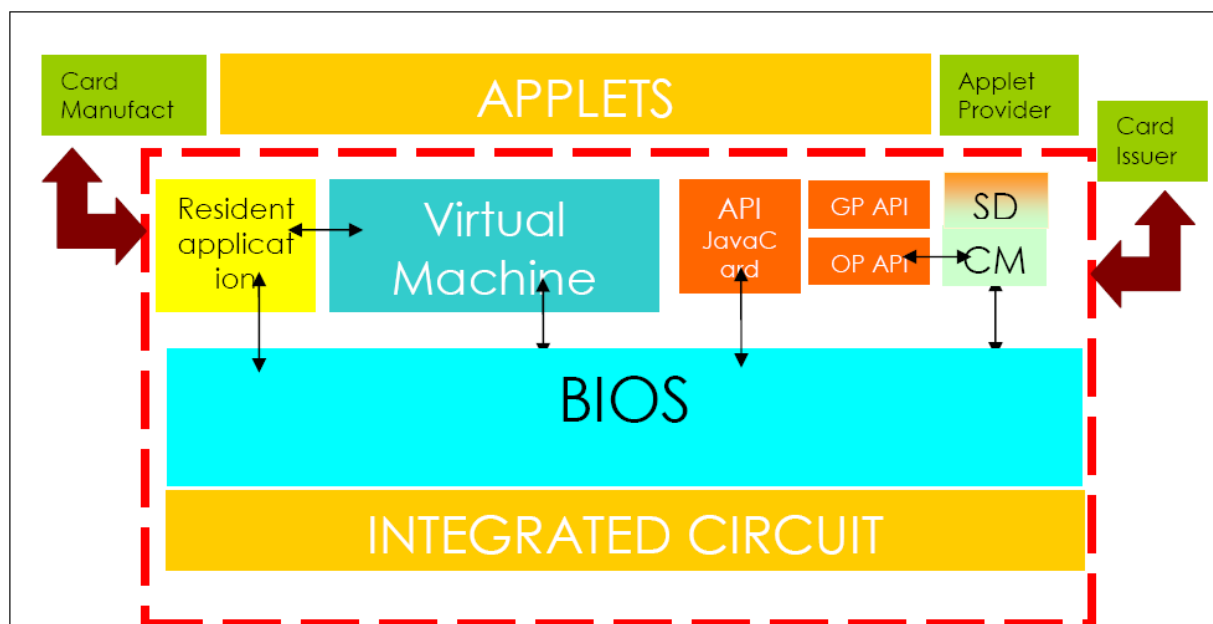 Card
Manufact
APPLETS
Applet
Provider
Card
Issuer
Resident
applicat
ion
Virtual
Machine
API
JavaC
ard
GP API
OP API
SD
CM
BIOS
INTEGRATED CIRCUIT